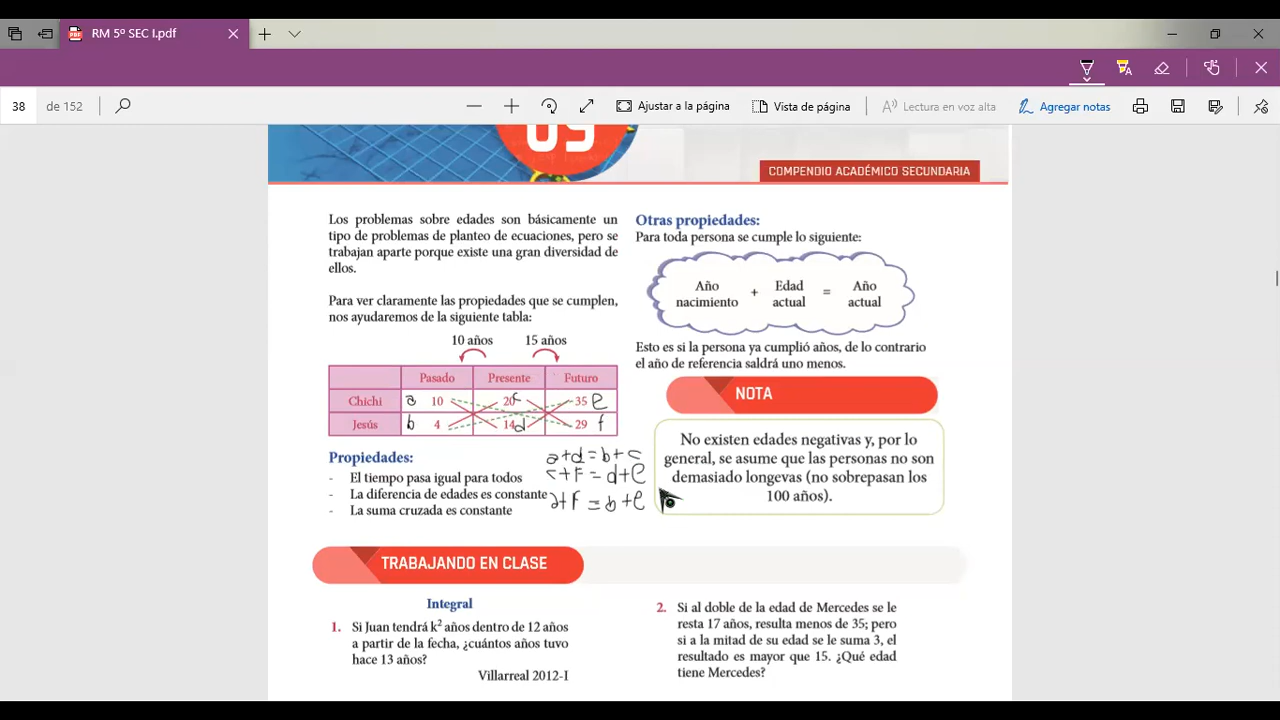 RM 5º SEC I.pdf
38 de 152
Ajustar a la página
Vista de página
Lectura en voz alta
Agregar notas
COMPENDIO ACADÉMICO SECUNDARIA
Los problemas sobre edades son básicamente un
tipo de problemas de planteo de ecuaciones, pero se
trabajan aparte porque existe una gran diversidad de
ellos.
Para ver claramente las propiedades que se cumplen,
nos ayudaremos de la siguiente tabla:
10 años 15 años
Pasado Presente Futuro
Chichi a 10 20 c 35 e
Jesús b 4 14 d 29 f
Propiedades:
- El tiempo pasa igual para todos
- La diferencia de edades es constante
- La suma cruzada es constante
a+d=b+c
c+F=d+e
a+F=b+e
Otras propiedades:
Para toda persona se cumple lo siguiente:
Año nacimiento + Edad actual = Año actual
Esto es si la persona ya cumplió años, de lo contrario
el año de referencia saldrá uno menos.
NOTA
No existen edades negativas y, por lo
general, se asume que las personas no son
demasiado longevas (no sobrepasan los
100 años).
TRABAJANDO EN CLASE
Integral
1. Si Juan tendrá k² años dentro de 12 años
a partir de la fecha, ¿cuántos años tuvo
hace 13 años?
Villarreal 2012-I
2. Si al doble de la edad de Mercedes se le
resta 17 años, resulta menos de 35; pero
si a la mitad de su edad se le suma 3, el
resultado es mayor que 15. ¿Qué edad
tiene Mercedes?